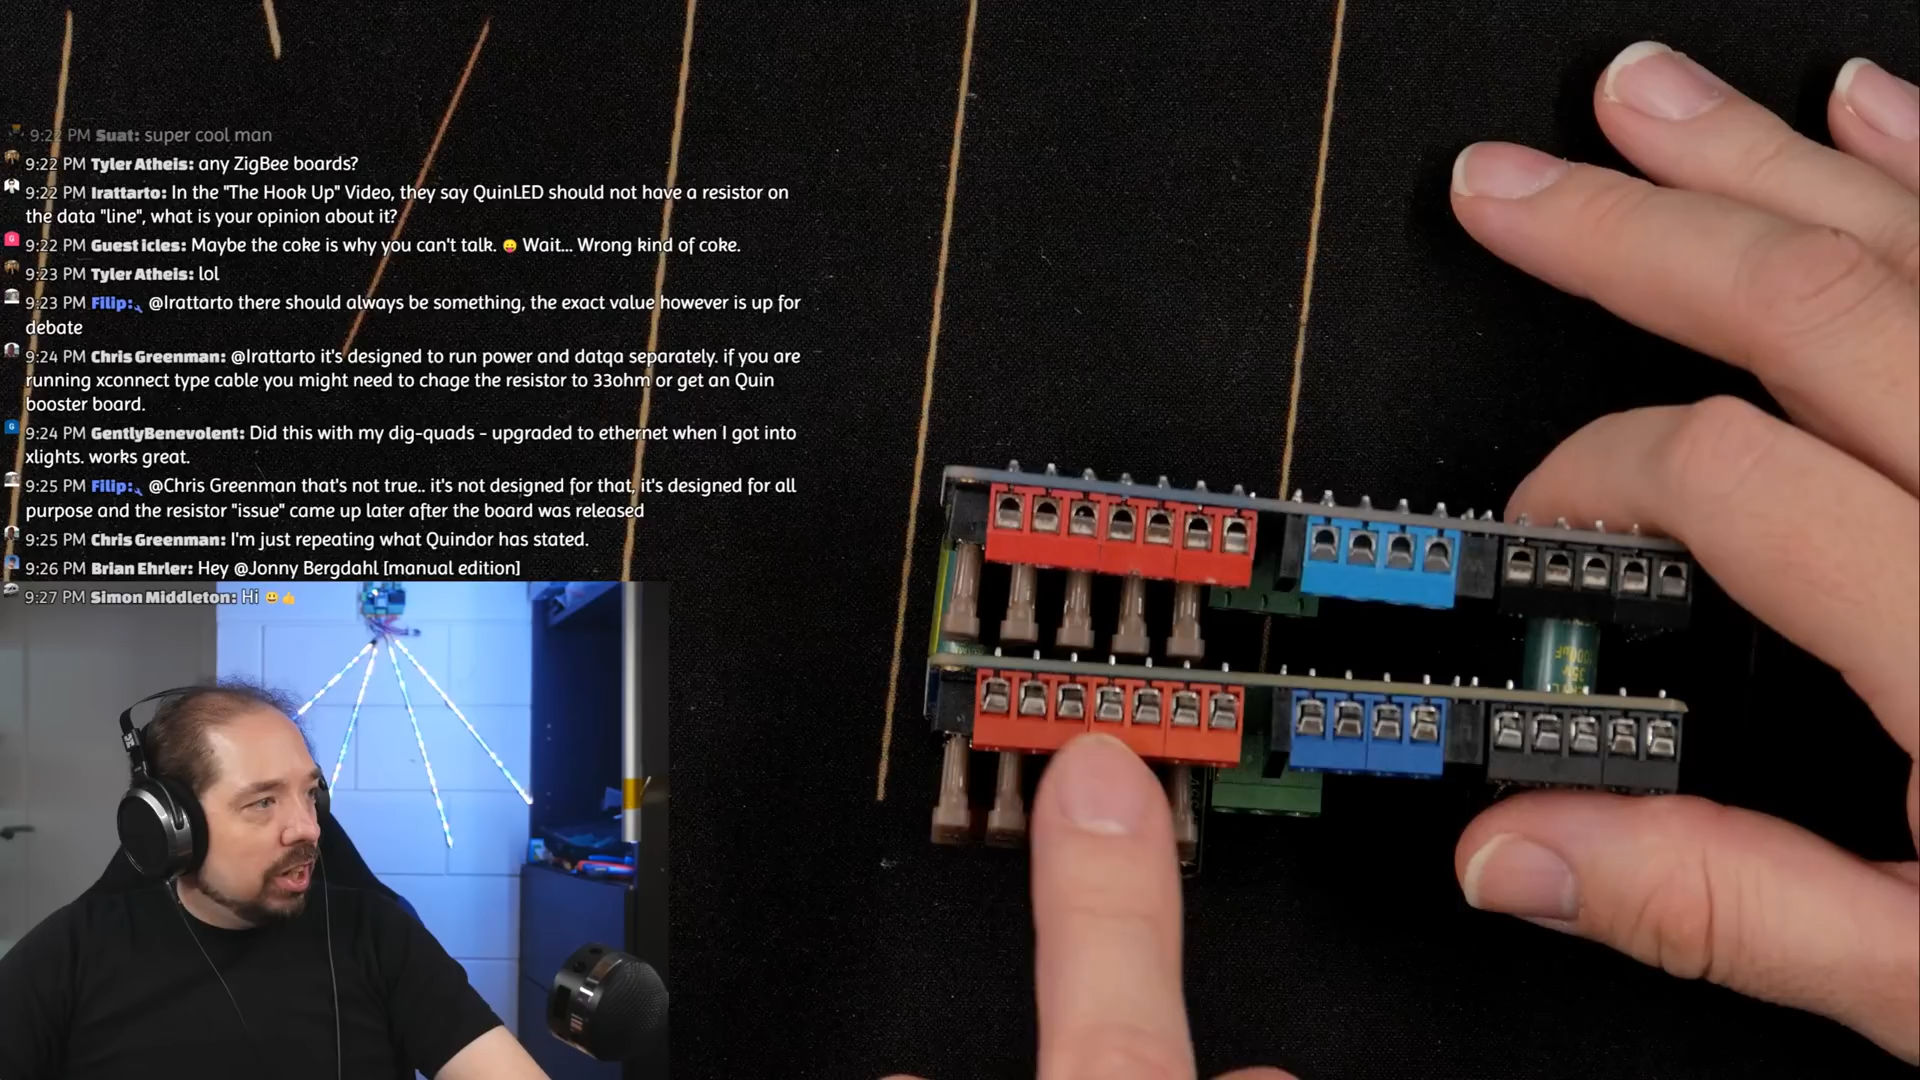 9:22 PM Suat: super cool man
9:22 PM Tyler Atheis: any ZigBee boards?
9:22 PM Irattarto: In the "The Hook Up" Video, they say QuinLED should not have a resistor on
the data "line", what is your opinion about it?
9:22 PM Guest icles: Maybe the coke is why you can't talk. 😛 Wait... Wrong kind of coke.
9:23 PM Tyler Atheis: lol
9:23 PM Filip: @Irattarto there should always be something, the exact value however is up for
debate
9:24 PM Chris Greenman: @Irattarto it's designed to run power and datqa separately. if you are
running xconnect type cable you might need to chage the resistor to 33ohm or get an Quin
booster board.
9:24 PM GentlyBenevolent: Did this with my dig-quads - upgraded to ethernet when I got into
xlights. works great.
9:25 PM Filip: @Chris Greenman that's not true.. it's not designed for that, it's designed for all
purpose and the resistor "issue" came up later after the board was released
9:25 PM Chris Greenman: I'm just repeating what Quindor has stated.
9:26 PM Brian Ehrler: Hey @Jonny Bergdahl [manual edition]
9:27 PM Simon Middleton: Hi 😃👍
35V